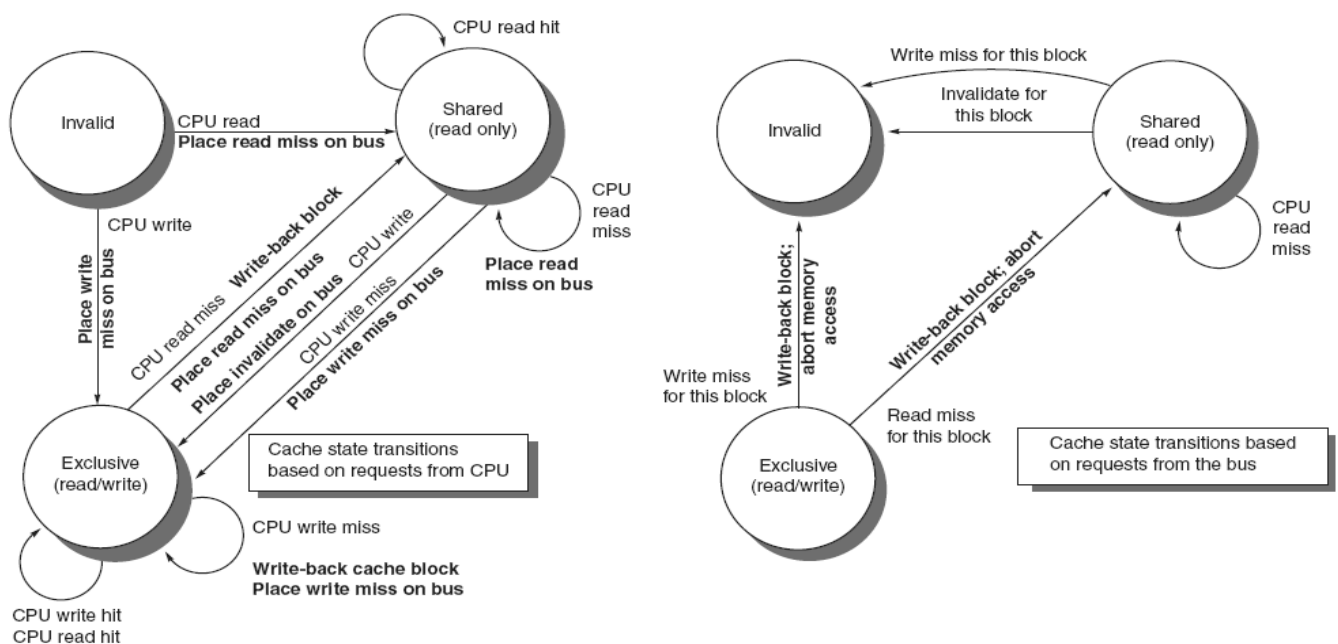 CPU read hit
Invalid
Shared
(read only)
CPU read
Place read miss on bus
CPU write
Place write
miss on bus
CPU read miss Write-back block
Place read miss on bus
Place invalidate on bus CPU write
CPU write miss
Place write miss on bus
CPU
read
miss
Place read
miss on bus
Exclusive
(read/write)
Cache state transitions
based on requests from CPU
CPU write miss
Write-back cache block
Place write miss on bus
CPU write hit
CPU read hit
Write miss for this block
Invalidate for
this block
Invalid
Shared
(read only)
CPU
read
miss
Write-back block;
abort memory
access
Write-back block; abort
memory access
Write miss
for this block
Read miss
for this block
Exclusive
(read/write)
Cache state transitions based
on requests from the bus